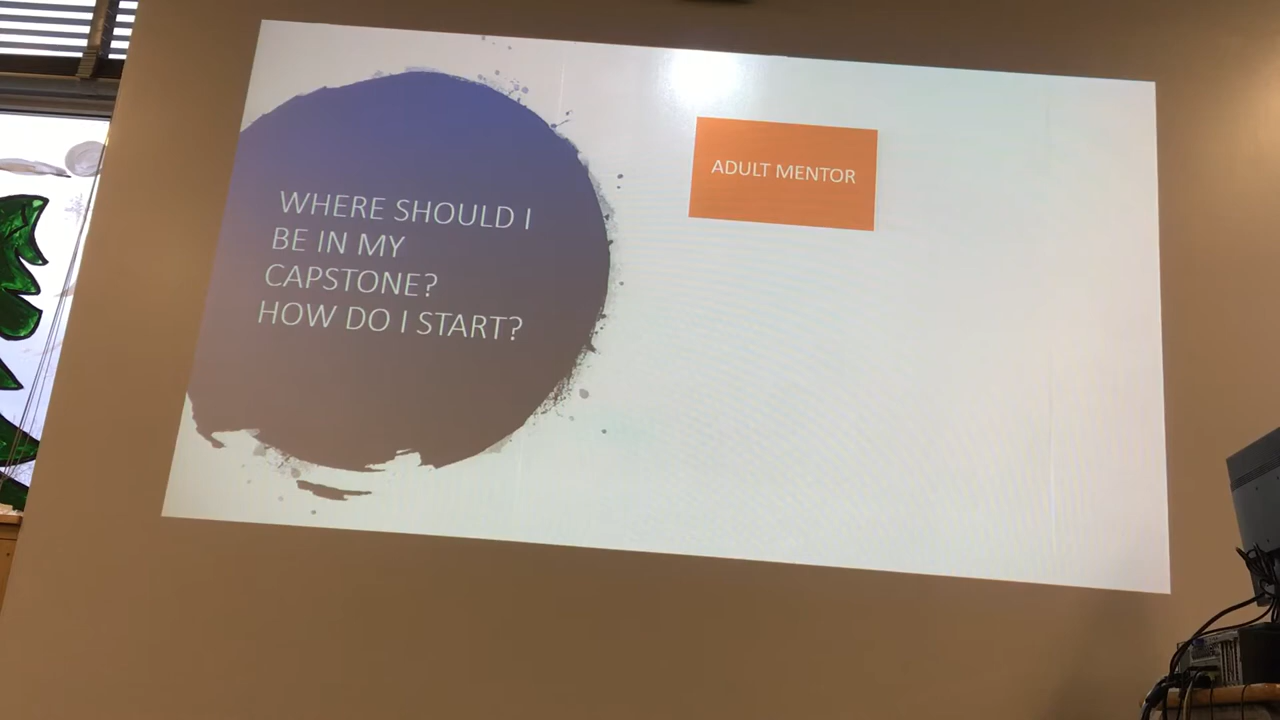 WHERE SHOULD I
BE IN MY
CAPSTONE?
HOW DO I START?
ADULT MENTOR